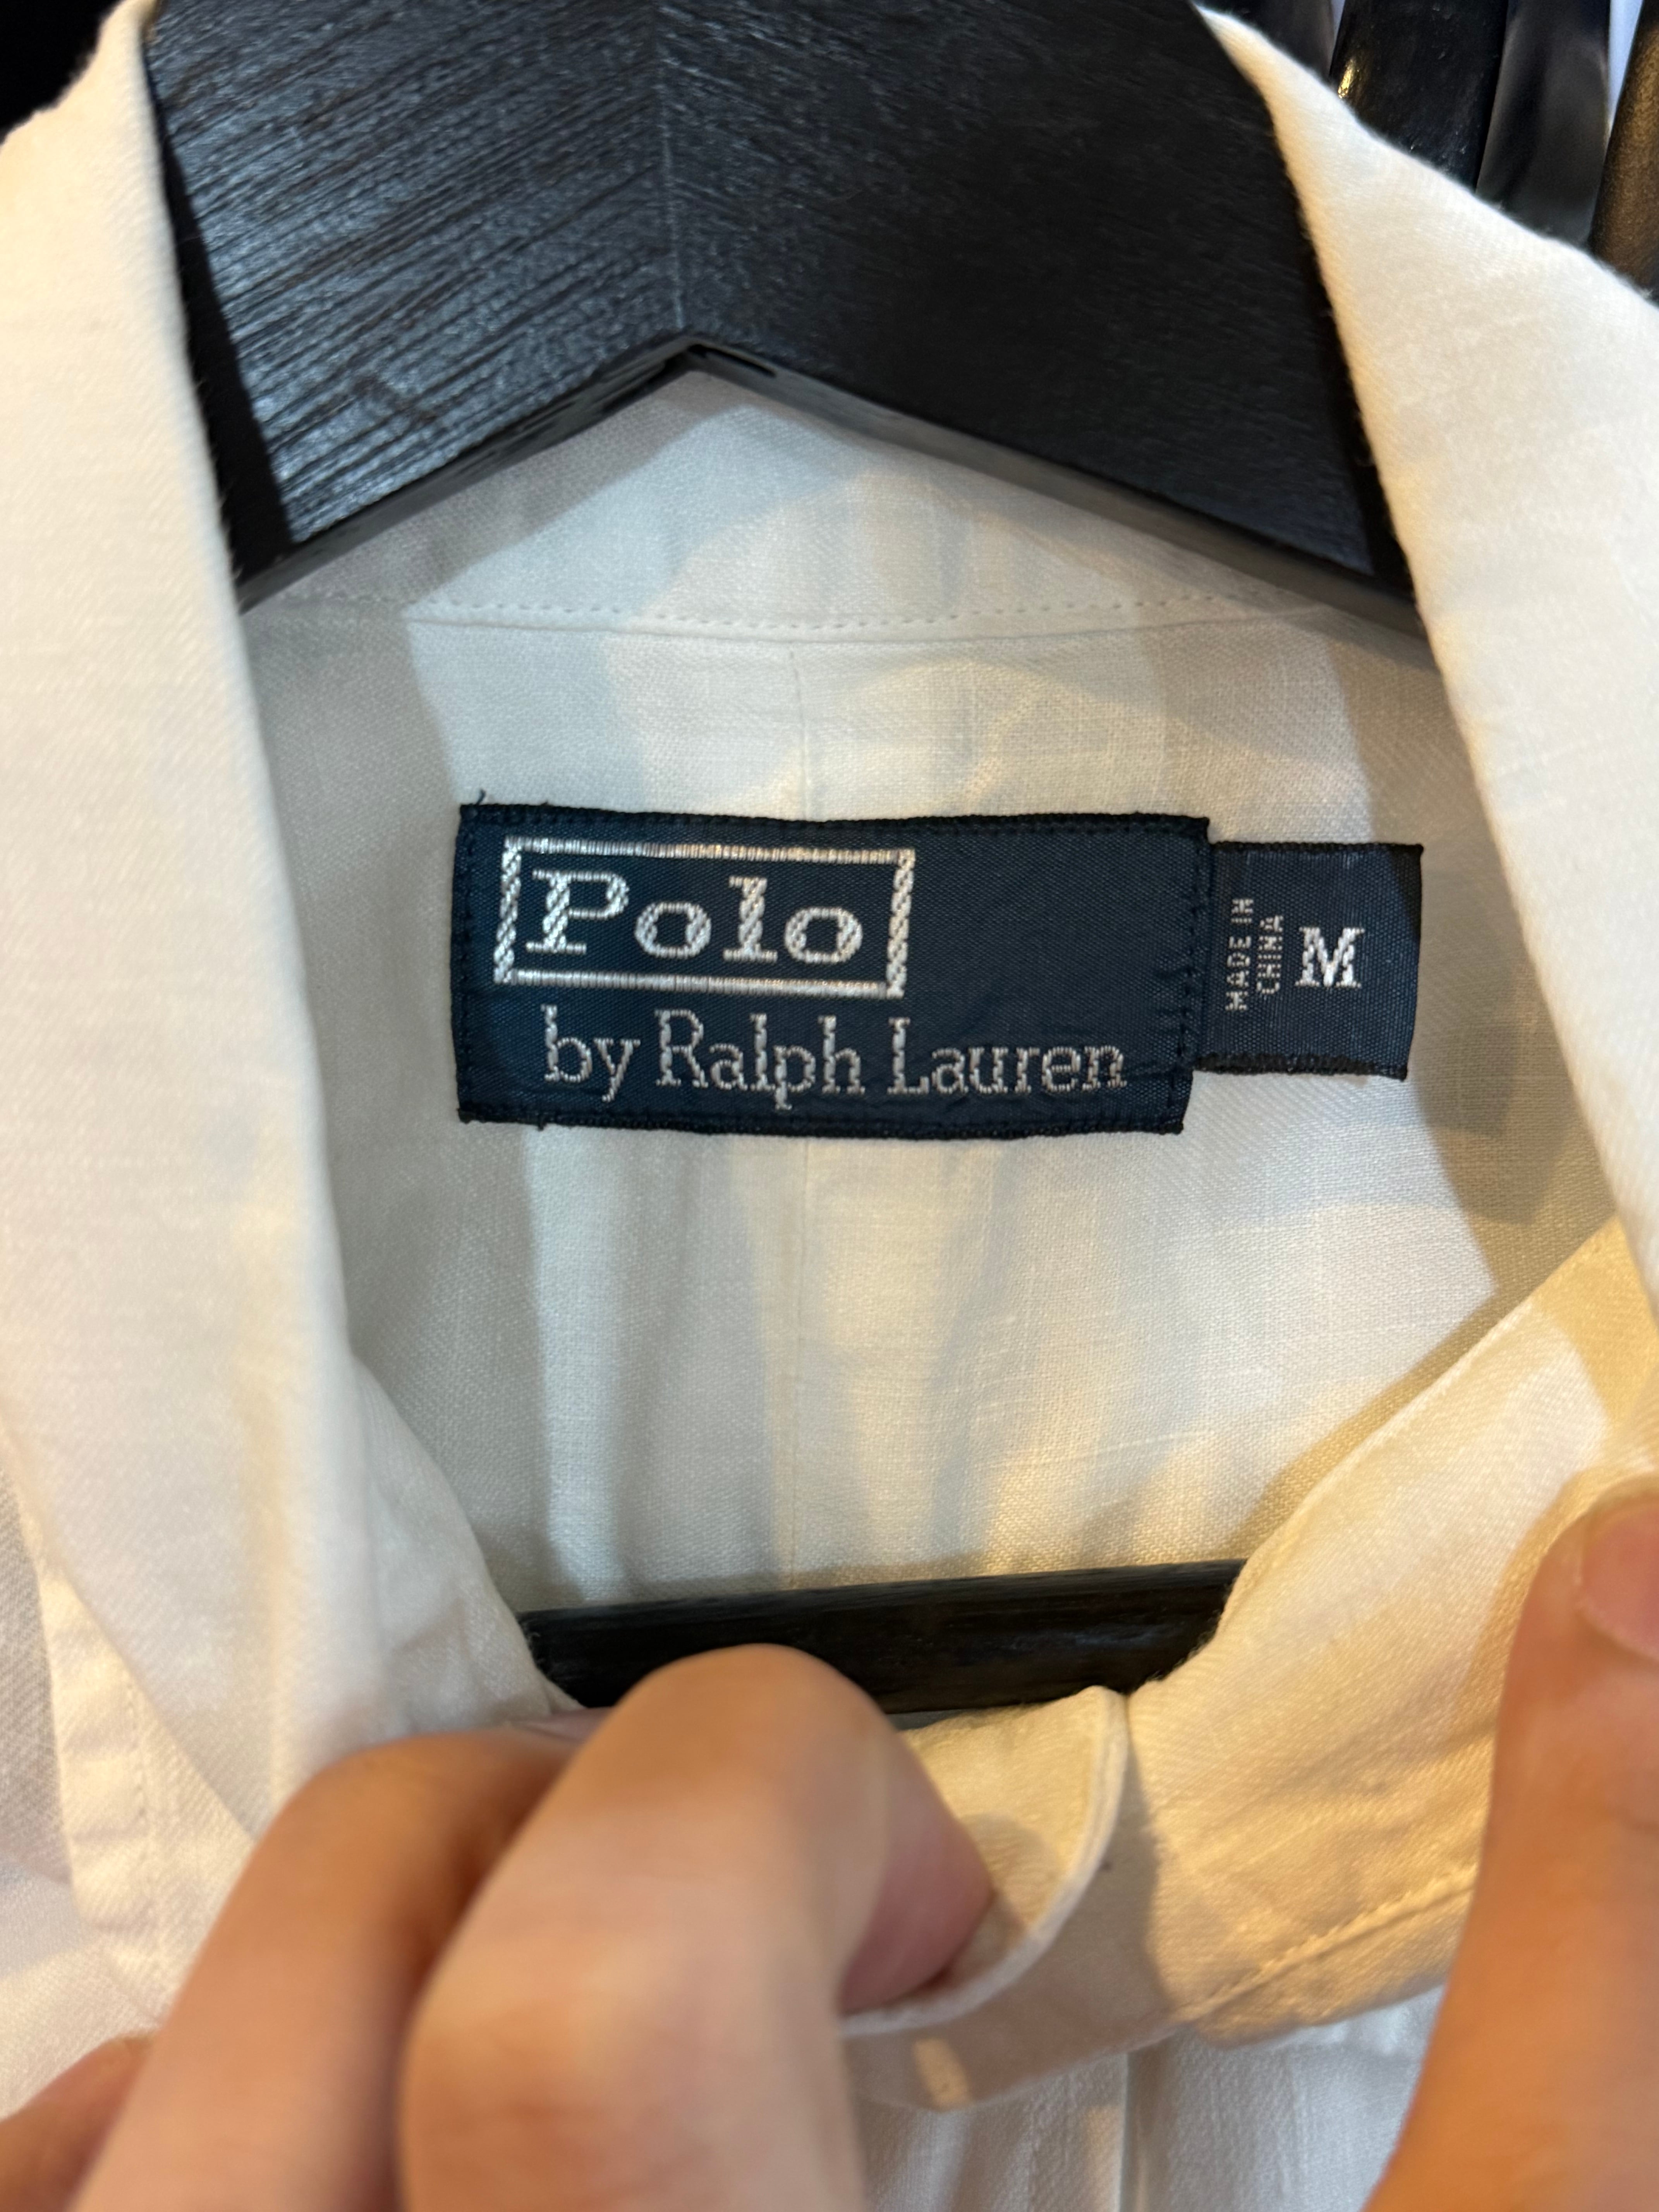 Polo
by Ralph Lauren
MADE IN
CHINA
M